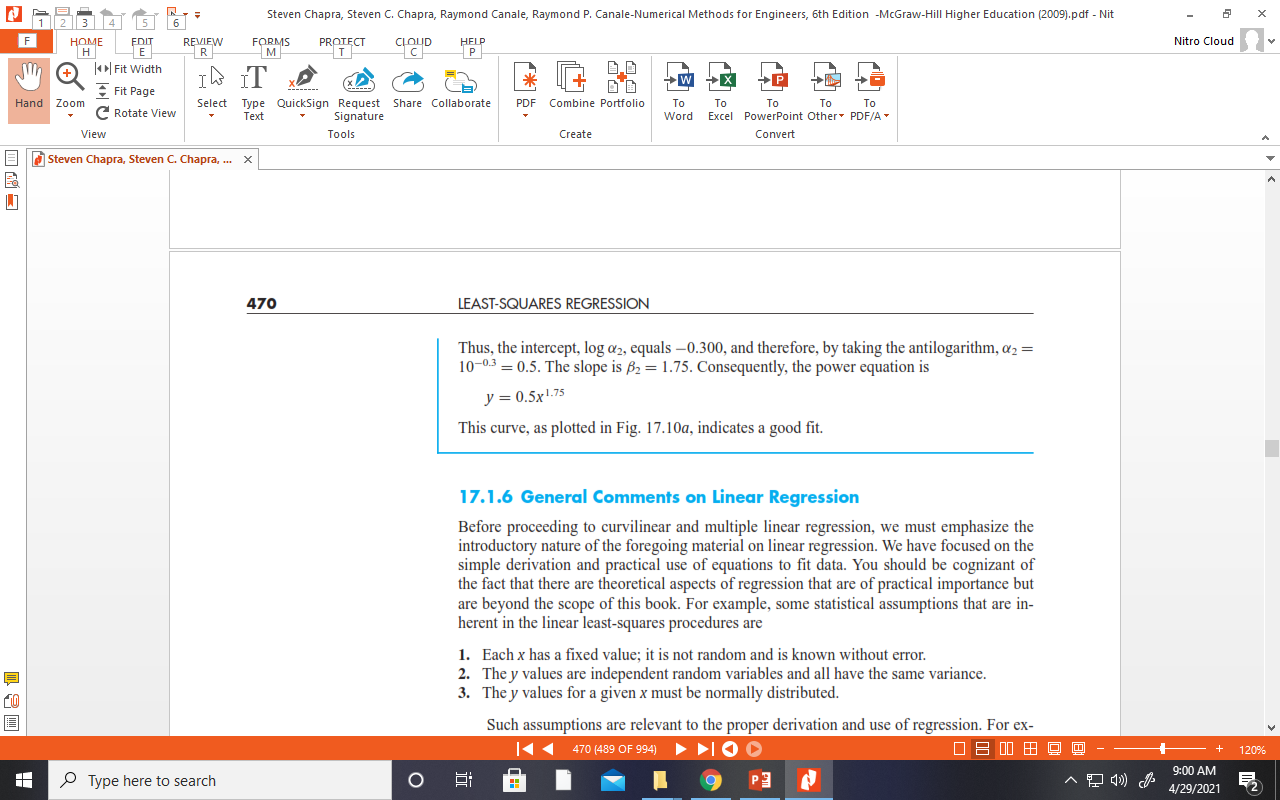 Steven Chapra, Steven C. Chapra, Raymond Canale, Raymond P. Canale-Numerical Methods for Engineers, 6th Edition -McGraw-Hill Higher Education (2009).pdf - Nit
1 2 3 4 5 6
F HOME EDIT REVIEW FORMS PROTECT CLOUD HELP
H E R M T C P
Nitro Cloud
Hand
Zoom
Fit Width
Fit Page
Rotate View
View
Select
Type Text
QuickSign
Request Signature
Share
Collaborate
Tools
PDF
Combine
Portfolio
Create
To Word
To Excel
To PowerPoint
To Other
To PDF/A
Convert
Steven Chapra, Steven C. Chapra, ...
470 LEAST-SQUARES REGRESSION
Thus, the intercept, log α₂, equals −0.300, and therefore, by taking the antilogarithm, α₂ =
10⁻⁰·³ = 0.5. The slope is β₂ = 1.75. Consequently, the power equation is
y = 0.5x¹·⁷⁵
This curve, as plotted in Fig. 17.10a, indicates a good fit.
17.1.6 General Comments on Linear Regression
Before proceeding to curvilinear and multiple linear regression, we must emphasize the
introductory nature of the foregoing material on linear regression. We have focused on the
simple derivation and practical use of equations to fit data. You should be cognizant of
the fact that there are theoretical aspects of regression that are of practical importance but
are beyond the scope of this book. For example, some statistical assumptions that are in-
herent in the linear least-squares procedures are
1. Each x has a fixed value; it is not random and is known without error.
2. The y values are independent random variables and all have the same variance.
3. The y values for a given x must be normally distributed.
Such assumptions are relevant to the proper derivation and use of regression. For ex-
470 (489 OF 994)
120%
Type here to search
9:00 AM
4/29/2021
2